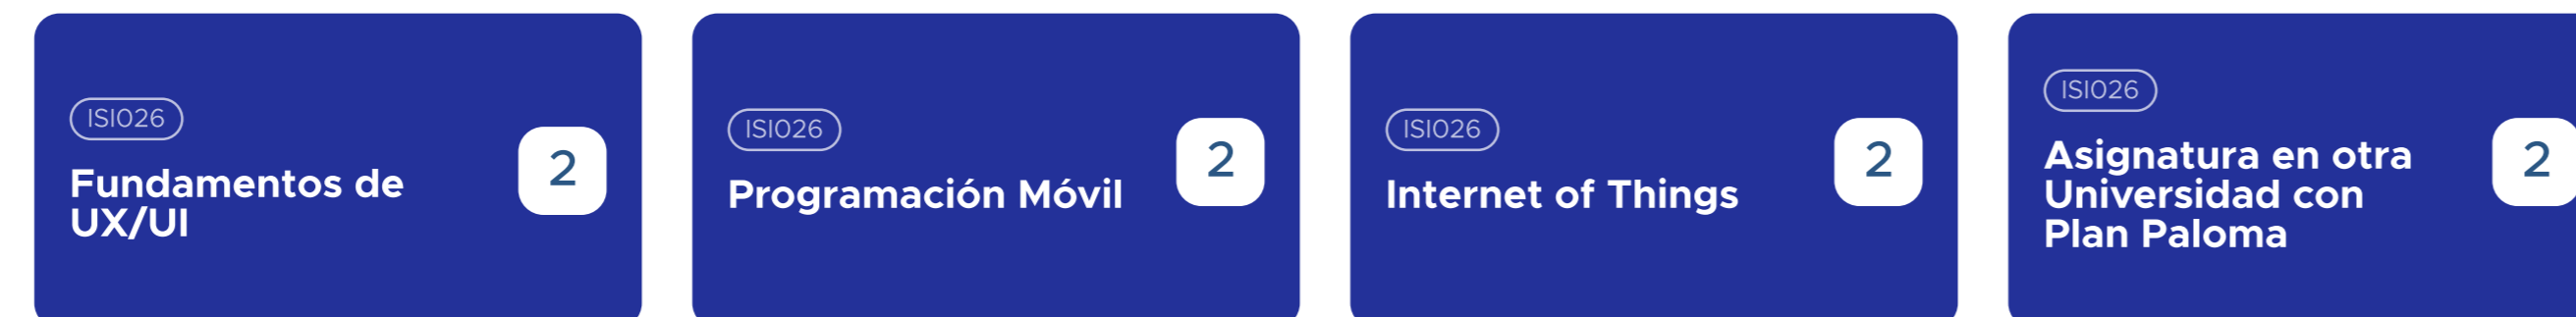 ISI026
Fundamentos de
UX/UI
2
ISI026
Programación Móvil
2
ISI026
Internet of Things
2
ISI026
Asignatura en otra
Universidad con
Plan Paloma
2